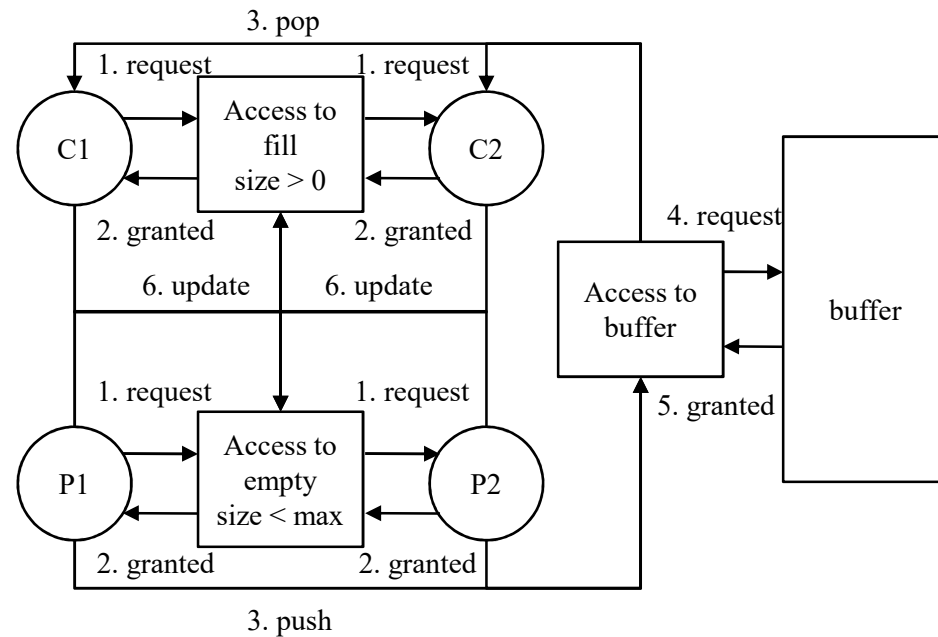 3. pop
1. request
1. request
Access to
fill
size > 0
C1
C2
2. granted
2. granted
4. request
6. update
6. update
Access to
buffer
buffer
1. request
1. request
5. granted
Access to
empty
size < max
P1
P2
2. granted
2. granted
3. push